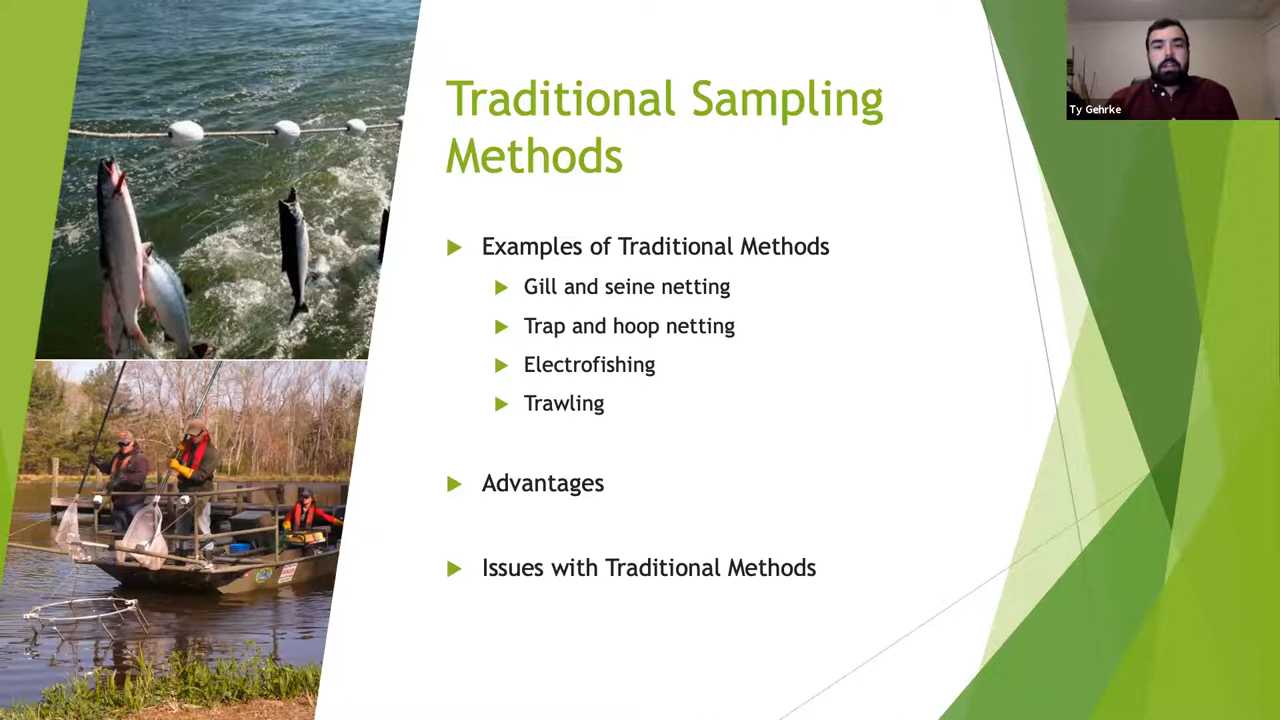 Traditional Sampling
Methods
Examples of Traditional Methods
Gill and seine netting
Trap and hoop netting
Electrofishing
Trawling
Advantages
Issues with Traditional Methods
Ty Gehrke